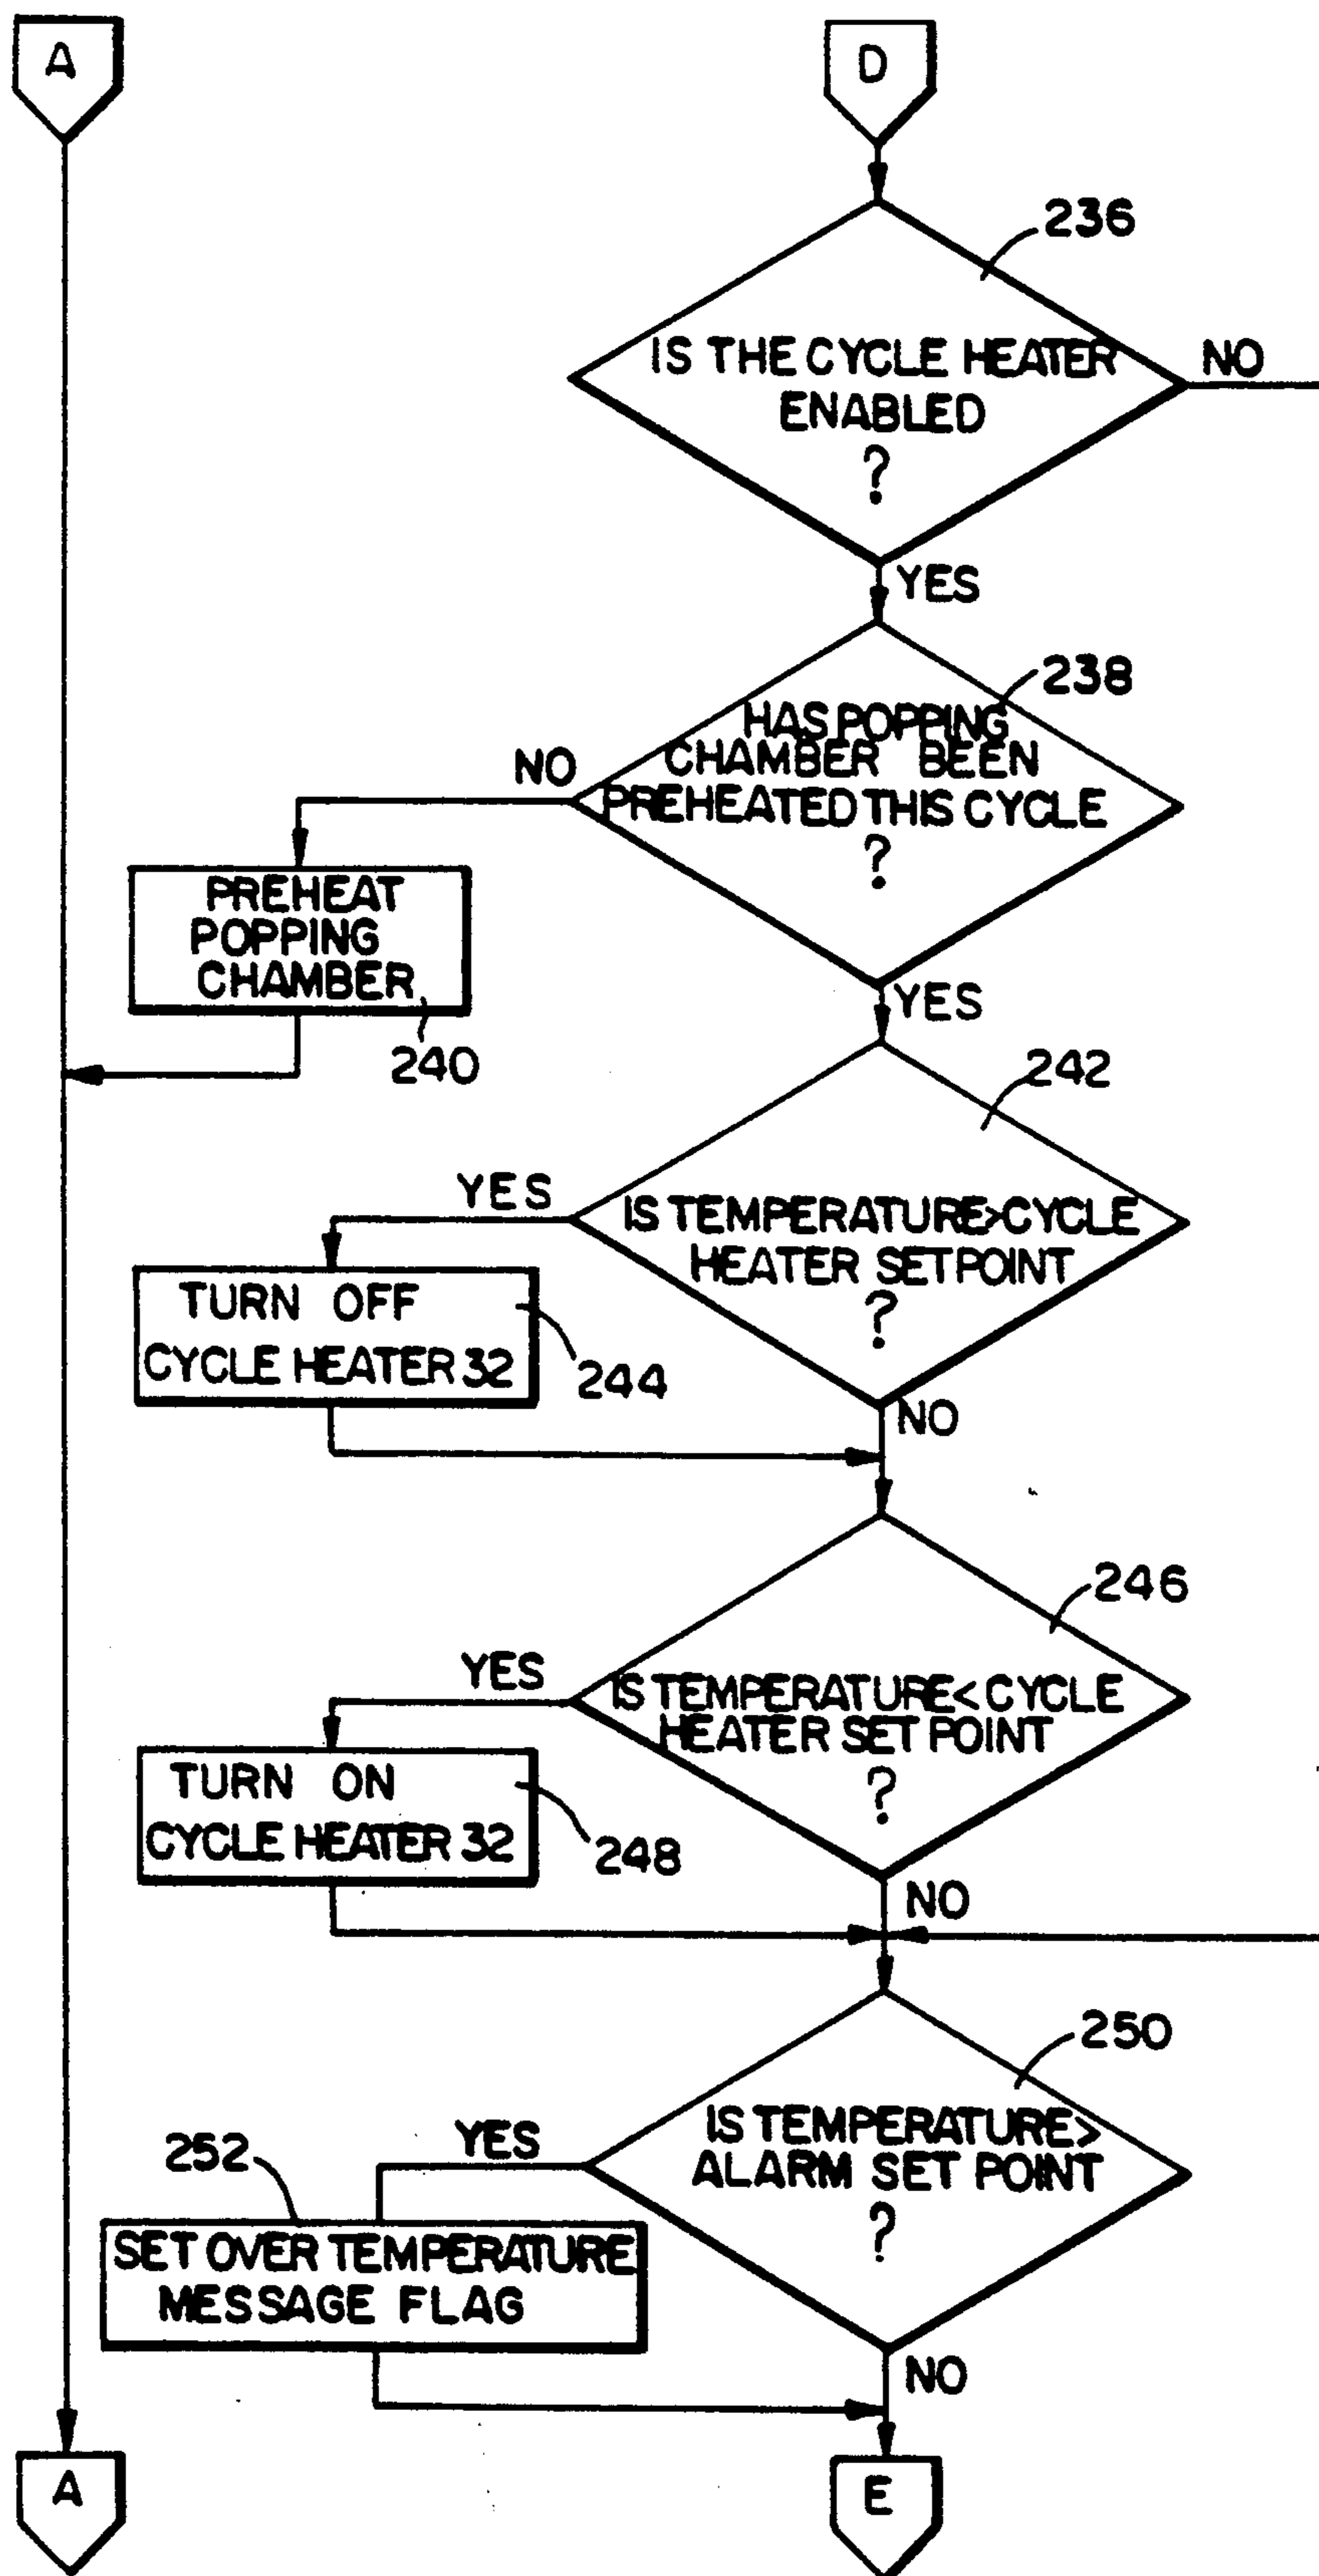 A
D
236
IS THE CYCLE HEATER
ENABLED
?
NO
YES
238
HAS POPPING
CHAMBER BEEN
PREHEATED THIS CYCLE
?
NO
PREHEAT
POPPING
CHAMBER
240
YES
242
IS TEMPERATURE>CYCLE
HEATER SETPOINT
?
YES
TURN OFF
CYCLE HEATER 32
244
NO
246
IS TEMPERATURE< CYCLE
HEATER SET POINT
?
YES
TURN ON
CYCLE HEATER 32
248
NO
250
IS TEMPERATURE>
ALARM SET POINT
?
YES
252
SET OVER TEMPERATURE
MESSAGE FLAG
NO
A
E